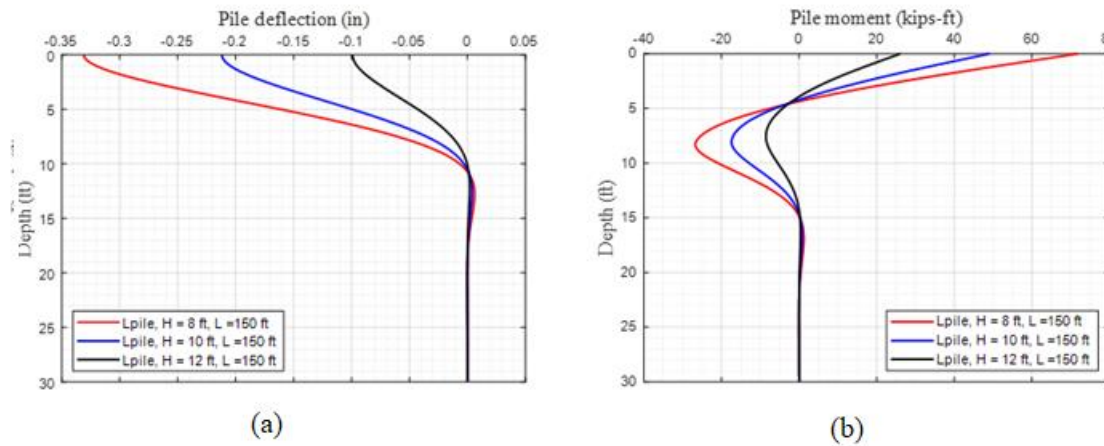 Pile deflection (in)
-0.35 -0.3 -0.25 -0.2 -0.15 -0.1 -0.05 0 0.05
0
5
10
15
20
25
30
Depth (ft)
Lpile, H = 8 ft, L =150 ft
Lpile, H = 10 ft, L =150 ft
Lpile, H = 12 ft, L =150 ft
(a)
Pile moment (kips-ft)
-40 -20 0 20 40 60
0
5
10
15
20
25
30
Depth (ft)
Lpile, H = 8 ft, L =150 ft
Lpile, H = 10 ft, L =150 ft
Lpile, H = 12 ft, L =150 ft
(b)